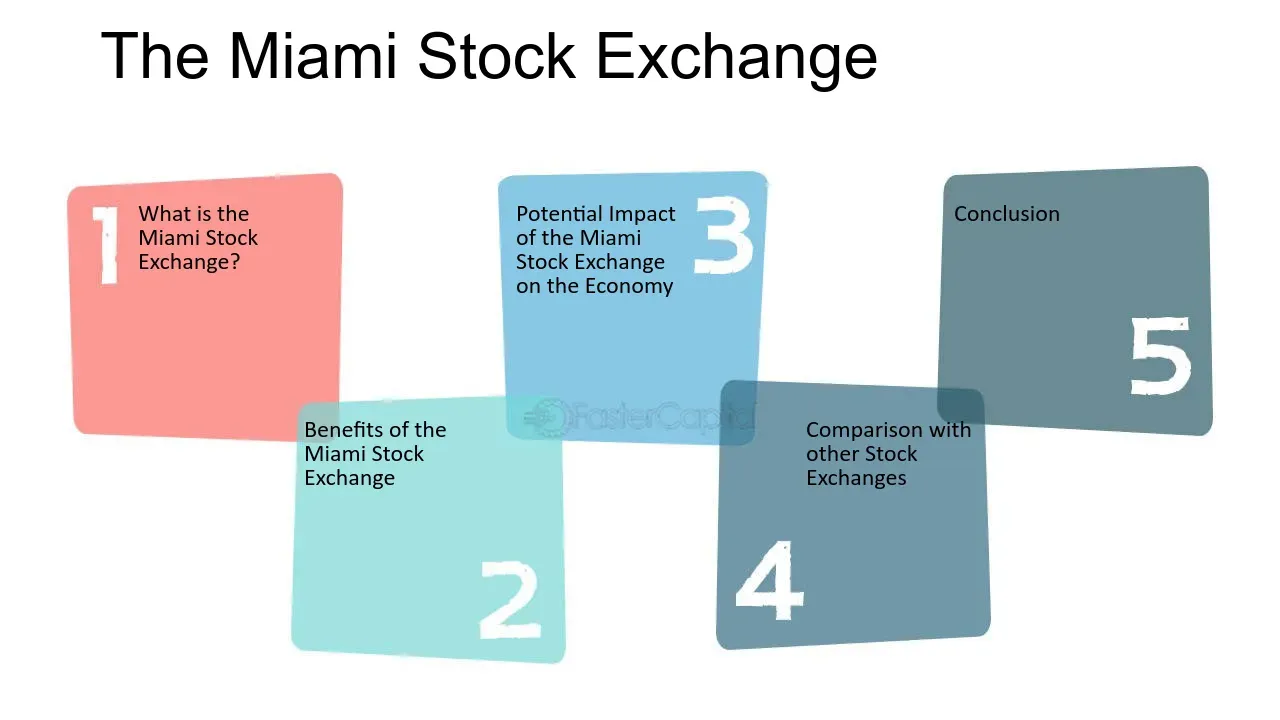 The Miami Stock Exchange
1
What is the
Miami Stock
Exchange?
Benefits of the
Miami Stock
Exchange
2
Potential Impact
of the Miami
Stock Exchange
on the Economy
3
FasterCapital
Comparison with
other Stock
Exchanges
4
Conclusion
5